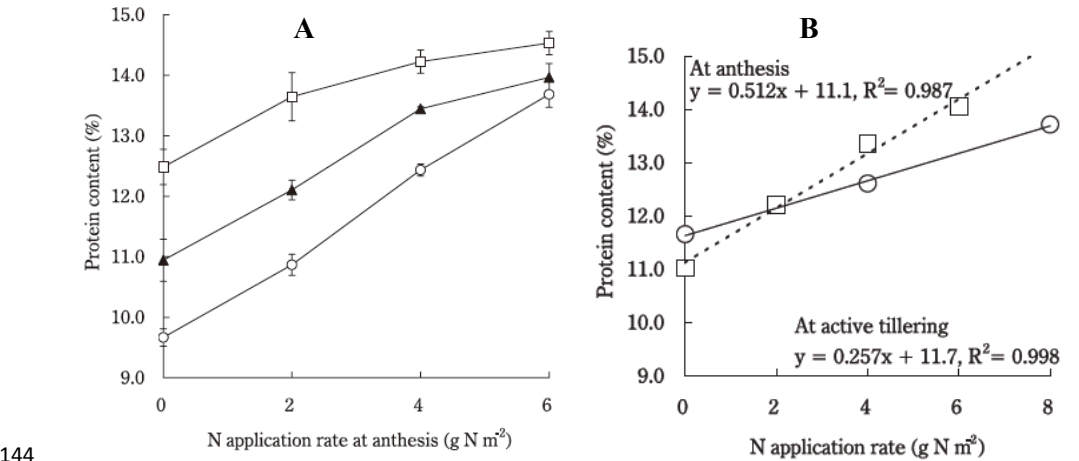 A
15.0
14.0
13.0
12.0
11.0
10.0
9.0
Protein content (%)
0 2 4 6
N application rate at anthesis (g N m-2)
B
15.0
14.0
13.0
12.0
11.0
10.0
9.0
Protein content (%)
At anthesis
y = 0.512x + 11.1, R2= 0.987
At active tillering
y = 0.257x + 11.7, R2= 0.998
0 2 4 6 8
N application rate (g N m-2)
144